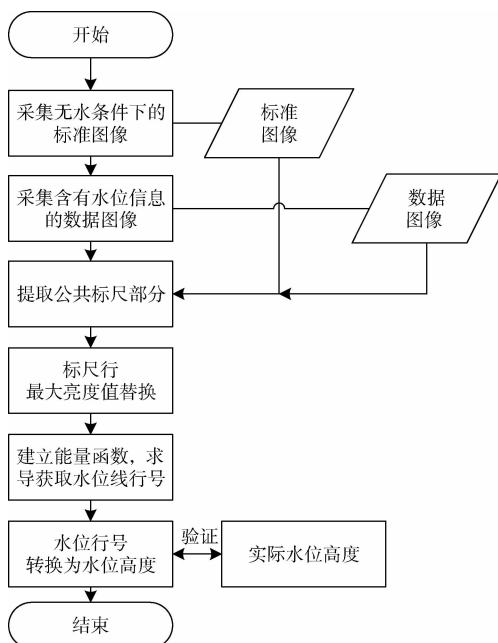 开始
采集无水条件下的
标准图像
标准
图像
采集含有水位信息
的数据图像
数据
图像
提取公共标尺部分
标尺行
最大亮度值替换
建立能量函数，求
导获取水位线行号
水位行号
转换为水位高度
验证
实际水位高度
结束